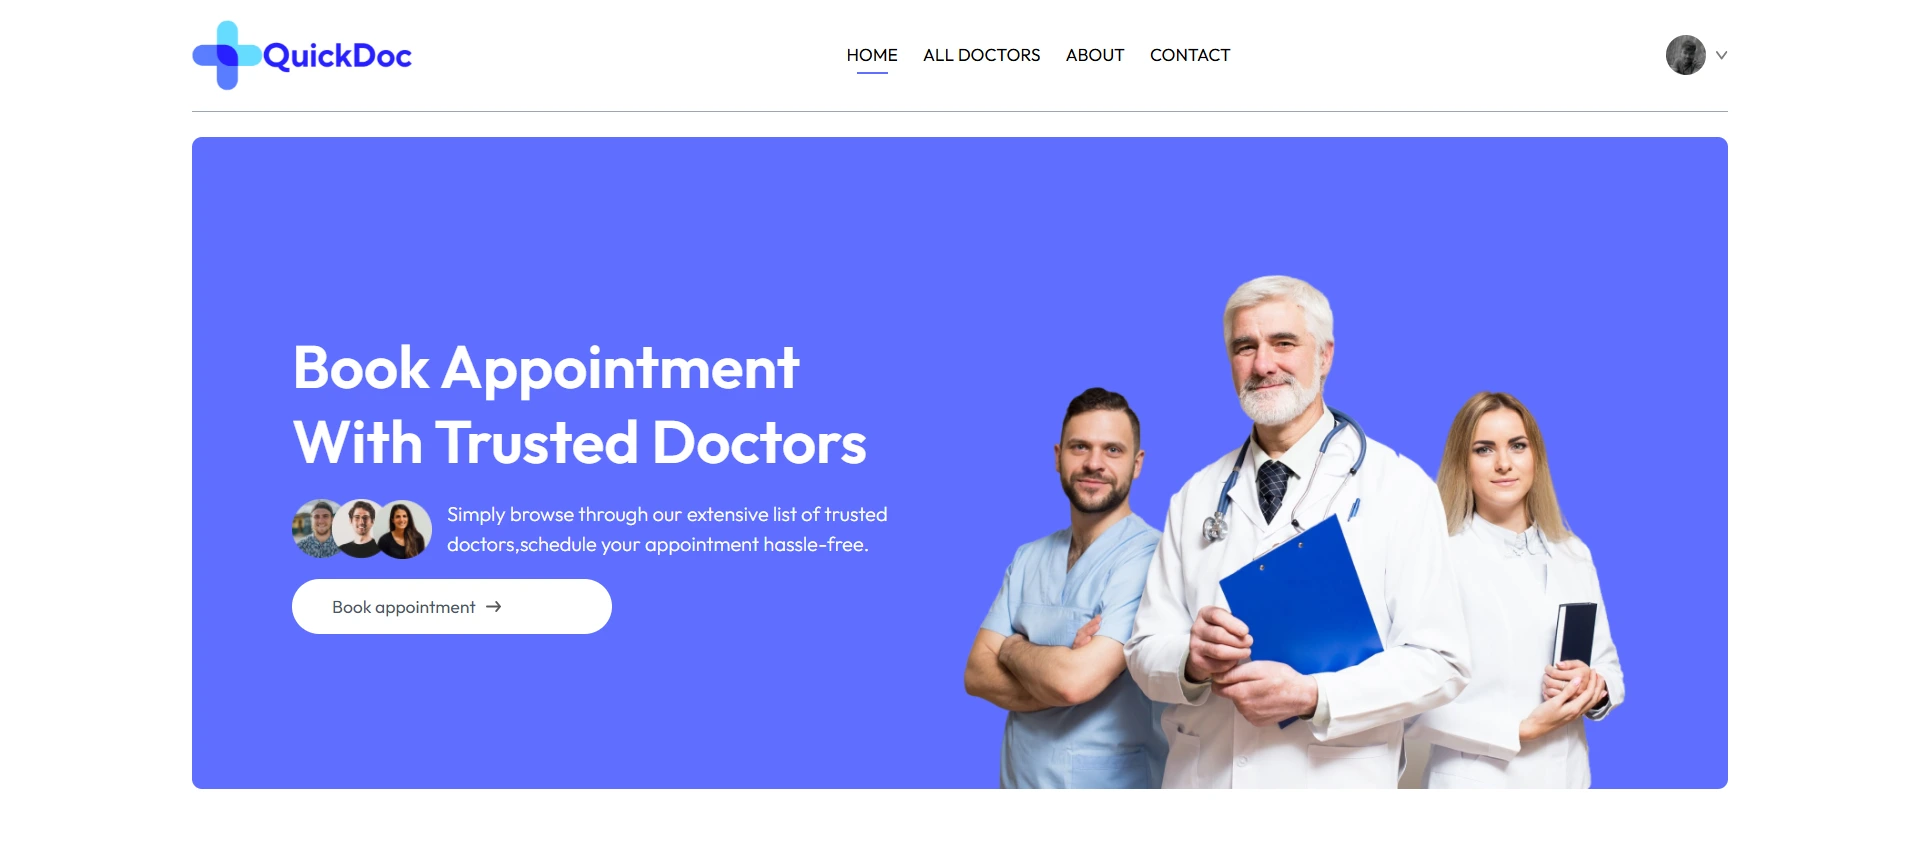 QuickDoc
HOME
ALL DOCTORS
ABOUT
CONTACT
Book Appointment
With Trusted Doctors
Simply browse through our extensive list of trusted
doctors,schedule your appointment hassle-free.
Book appointment →